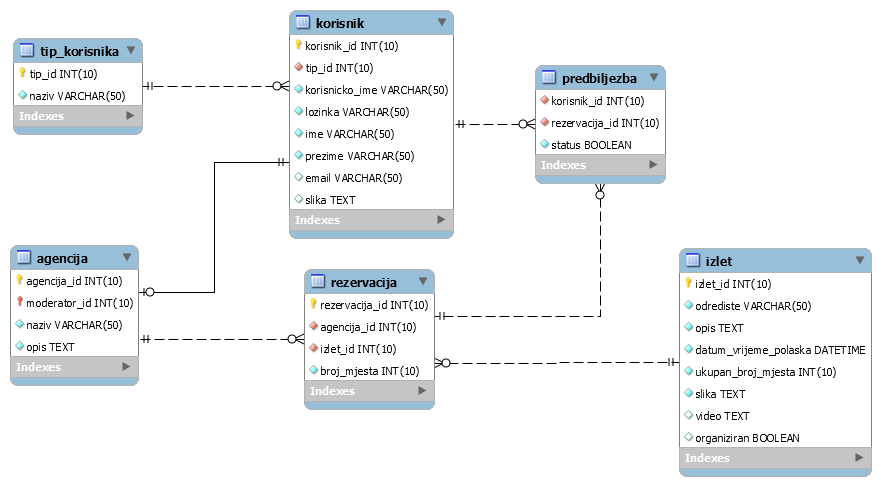 tip_korisnika
tip_id INT(10)
naziv VARCHAR(50)
Indexes
korisnik
korisnik_id INT(10)
tip_id INT(10)
korisnicko_ime VARCHAR(50)
lozinka VARCHAR(50)
ime VARCHAR(50)
prezime VARCHAR(50)
email VARCHAR(50)
slika TEXT
Indexes
predbiljezba
korisnik_id INT(10)
rezervacija_id INT(10)
status BOOLEAN
Indexes
agencija
agencija_id INT(10)
moderator_id INT(10)
naziv VARCHAR(50)
opis TEXT
Indexes
rezervacija
rezervacija_id INT(10)
agencija_id INT(10)
izlet_id INT(10)
broj_mjesta INT(10)
Indexes
izlet
izlet_id INT(10)
odrediste VARCHAR(50)
opis TEXT
datum_vrijeme_polaska DATETIME
ukupan_broj_mjesta INT(10)
slika TEXT
video TEXT
organiziran BOOLEAN
Indexes